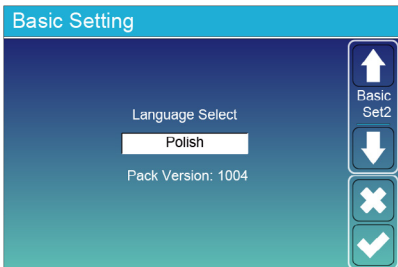 Basic Setting
Basic
Set2
Language Select
Polish
Pack Version: 1004